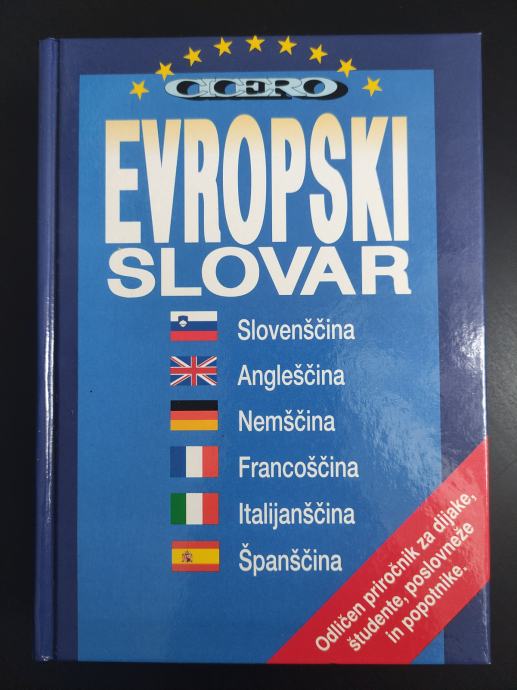 CICERO
EVROPSKI
SLOVAR
Slovenščina
Angleščina
Nemščina
Francoščina
Italijanščina
Španščina
Odličen priročnik za dijake,
študente, poslovneže
in popotnike.